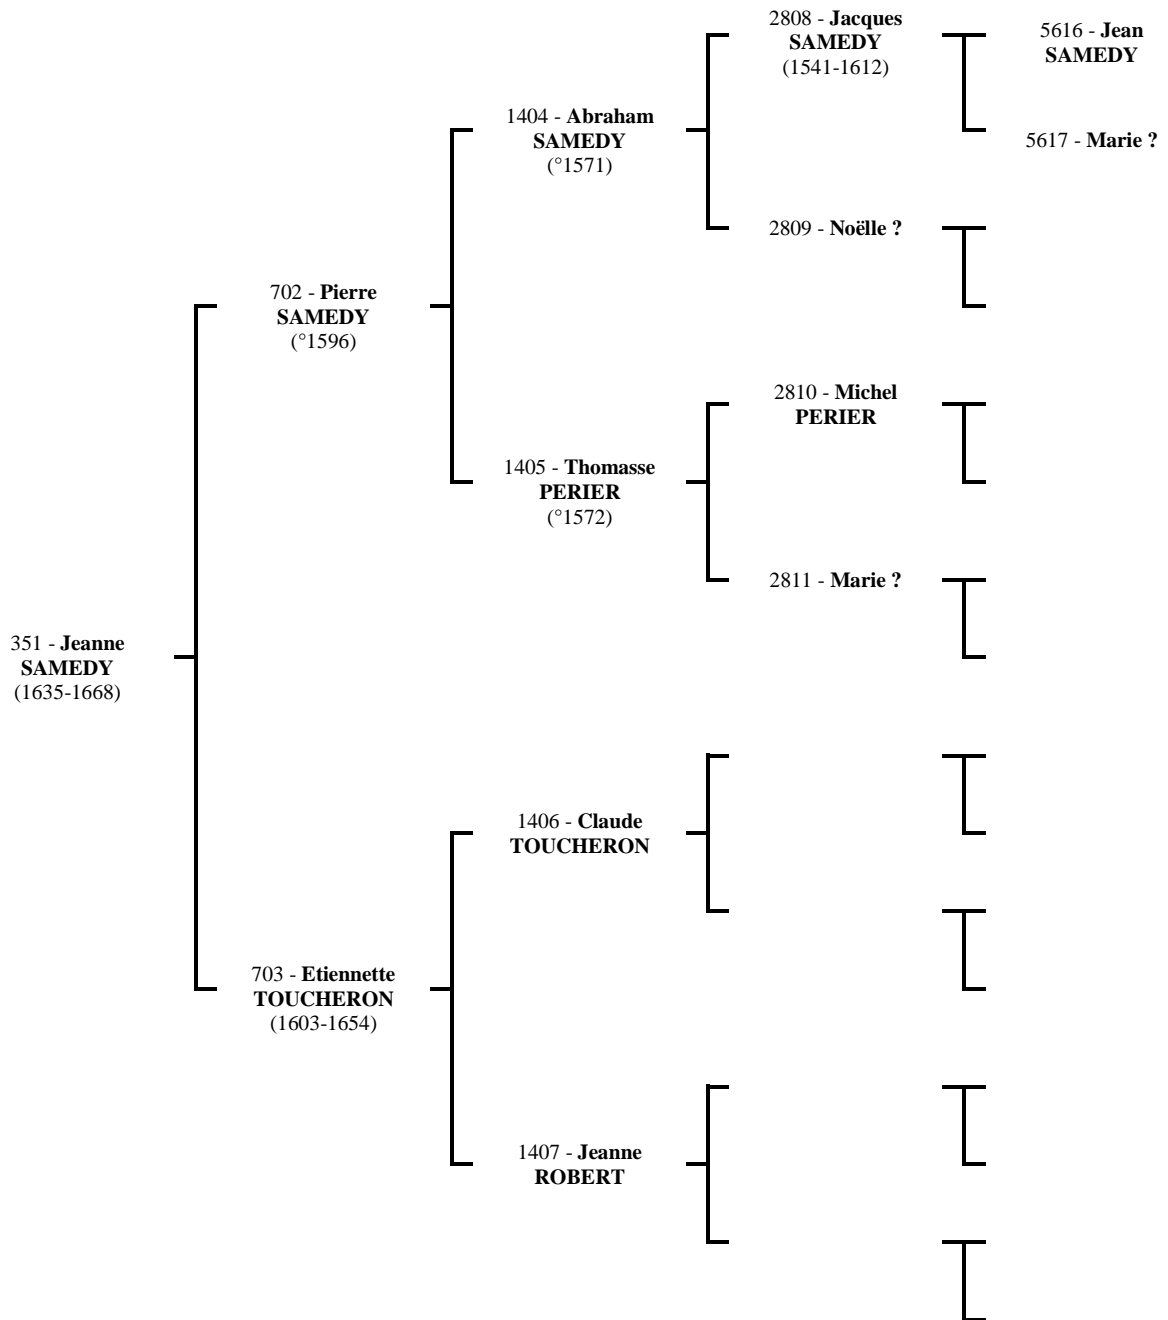 2808 - Jacques
SAMEDY
(1541-1612)
5616 - Jean
SAMEDY
1404 - Abraham
SAMEDY
(°1571)
5617 - Marie ?
2809 - Noëlle ?
702 - Pierre
SAMEDY
(°1596)
2810 - Michel
PERIER
1405 - Thomasse
PERIER
(°1572)
2811 - Marie ?
351 - Jeanne
SAMEDY
(1635-1668)
1406 - Claude
TOUCHERON
703 - Etiennette
TOUCHERON
(1603-1654)
1407 - Jeanne
ROBERT